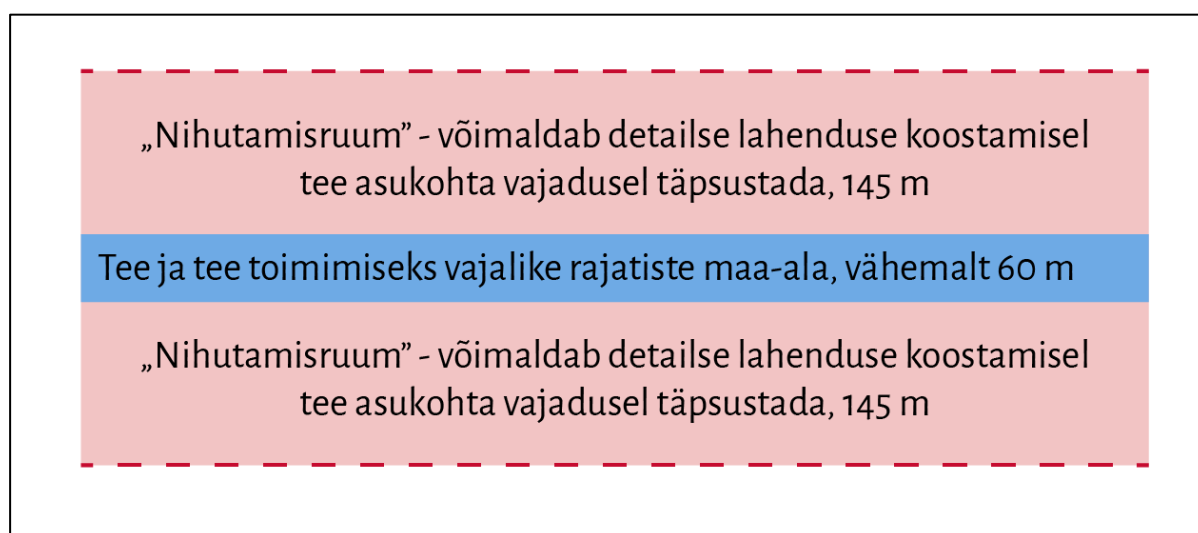 „Nihutamisruum” - võimaldab detailse lahenduse koostamisel
tee asukohta vajadusel täpsustada, 145 m
Tee ja tee toimimiseks vajalike rajatiste maa-ala, vähemalt 60 m
„Nihutamisruum” - võimaldab detailse lahenduse koostamisel
tee asukohta vajadusel täpsustada, 145 m